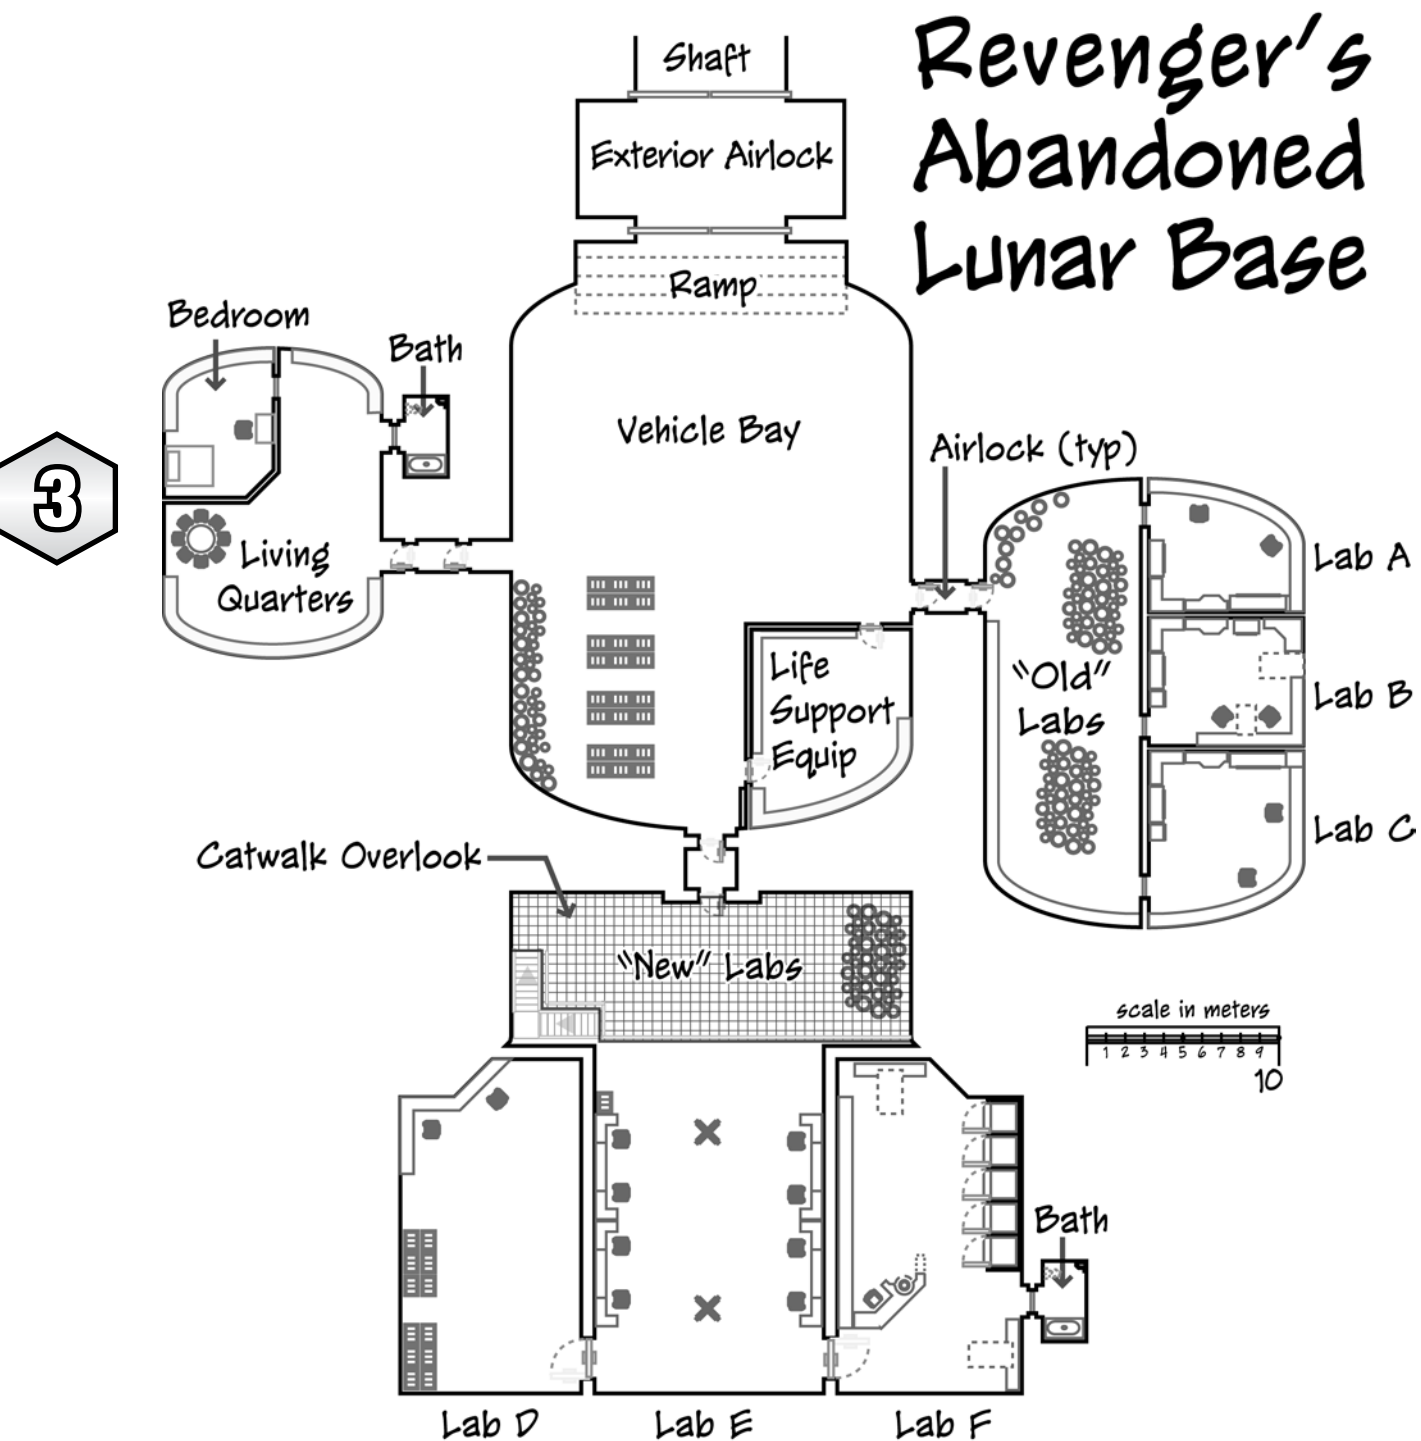 Revenger's
Abandoned
Lunar Base
Shaft
Exterior Airlock
Ramp
Bedroom
Bath
Vehicle Bay
Airlock (typ)
3
Living
Quarters
Lab A
Life
Support
Equip
"Old"
Labs
Lab B
Lab C
Catwalk Overlook
"New" Labs
scale in meters
1 2 3 4 5 6 7 8 9
10
Bath
Lab D
Lab E
Lab F